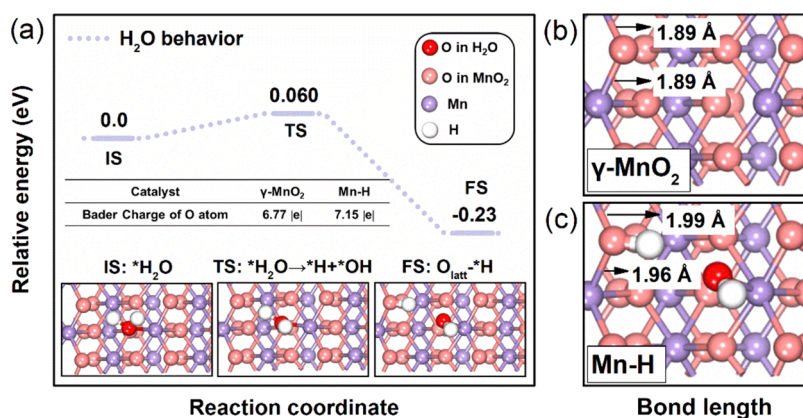 (a)
H₂O behavior
O in H₂O
O in MnO₂
Mn
H
Relative energy (eV)
0.0
IS
0.060
TS
FS
-0.23
Catalyst γ-MnO₂ Mn-H
Bader Charge of O atom 6.77 |e| 7.15 |e|
IS: *H₂O
TS: *H₂O→*H+*OH
FS: Olatt-*H
Reaction coordinate
(b)
1.89 Å
1.89 Å
γ-MnO₂
(c)
1.99 Å
1.96 Å
Mn-H
Bond length